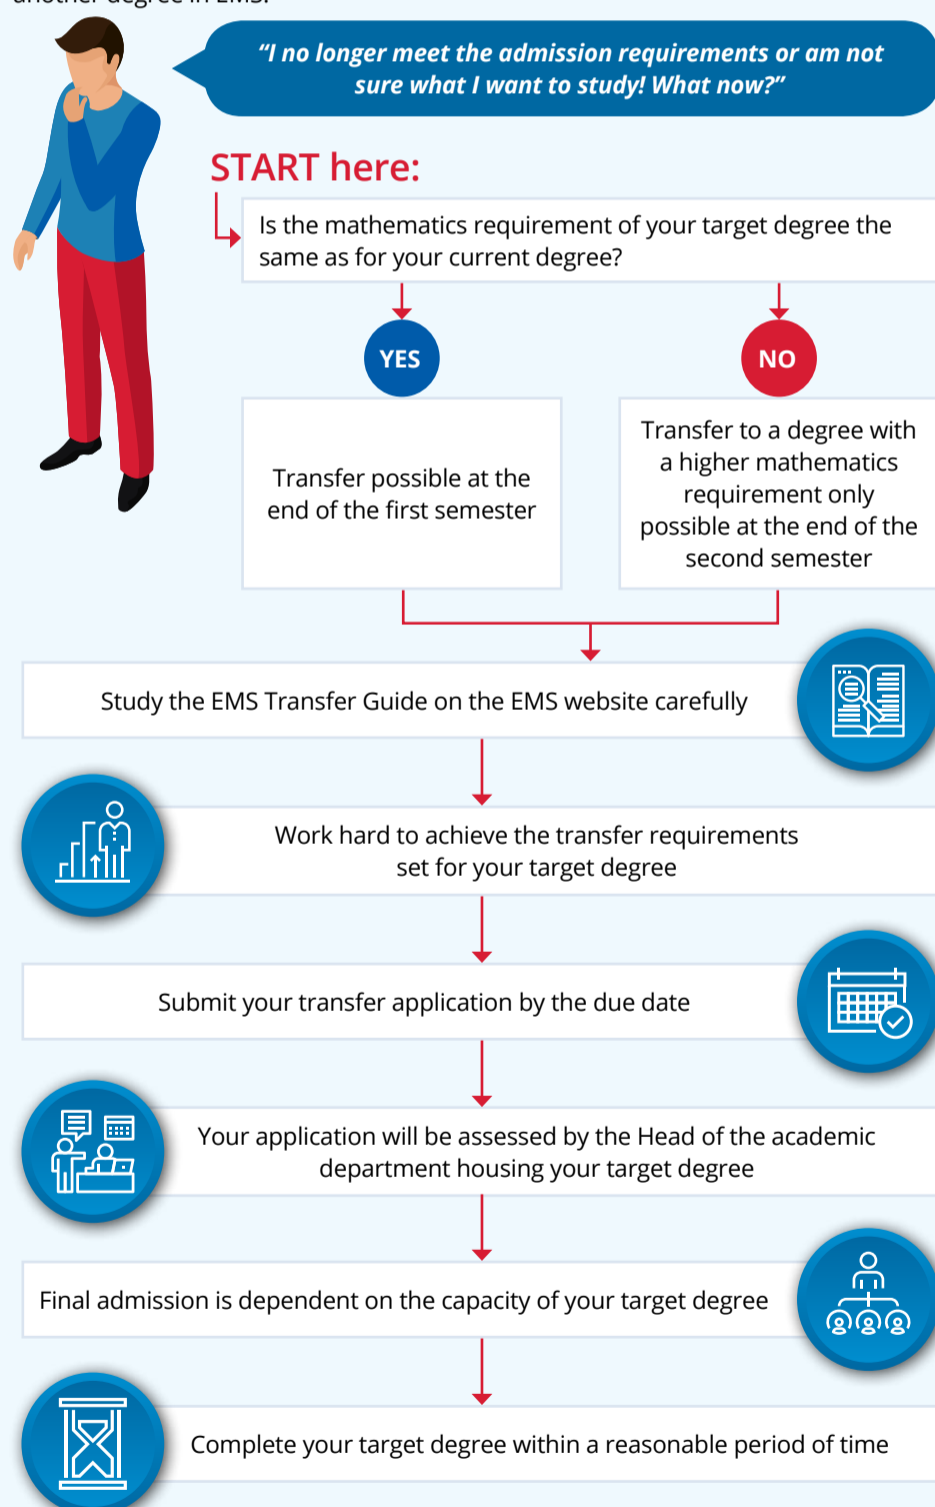 another degree in EMS.
“I no longer meet the admission requirements or am not
sure what I want to study! What now?”
START here:
Is the mathematics requirement of your target degree the
same as for your current degree?
YES
NO
Transfer possible at the
end of the first semester
Transfer to a degree with
a higher mathematics
requirement only
possible at the end of the
second semester
Study the EMS Transfer Guide on the EMS website carefully
Work hard to achieve the transfer requirements
set for your target degree
Submit your transfer application by the due date
Your application will be assessed by the Head of the academic
department housing your target degree
Final admission is dependent on the capacity of your target degree
Complete your target degree within a reasonable period of time